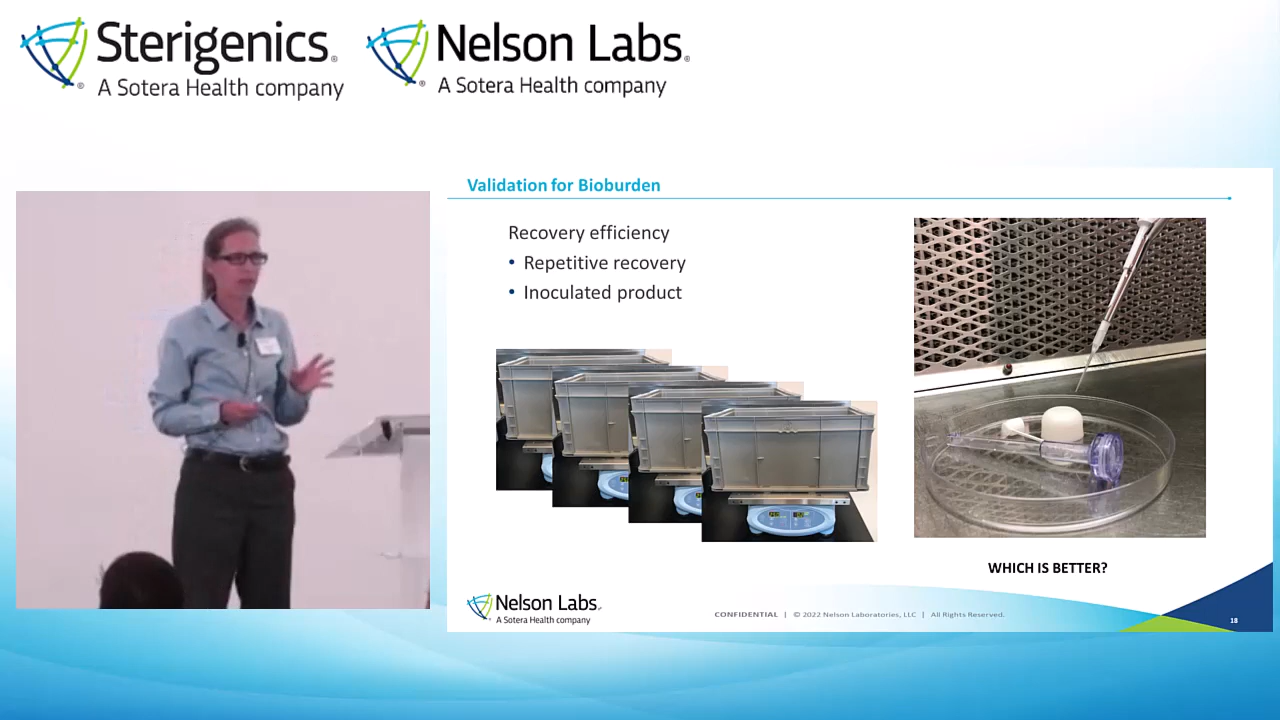 Sterigenics®
A Sotera Health company
Nelson Labs®
A Sotera Health company
Validation for Bioburden
Recovery efficiency
• Repetitive recovery
• Inoculated product
WHICH IS BETTER?
Nelson Labs
A Sotera Health company
CONFIDENTIAL | © 2022 Nelson Laboratories, LLC | All Rights Reserved.
18